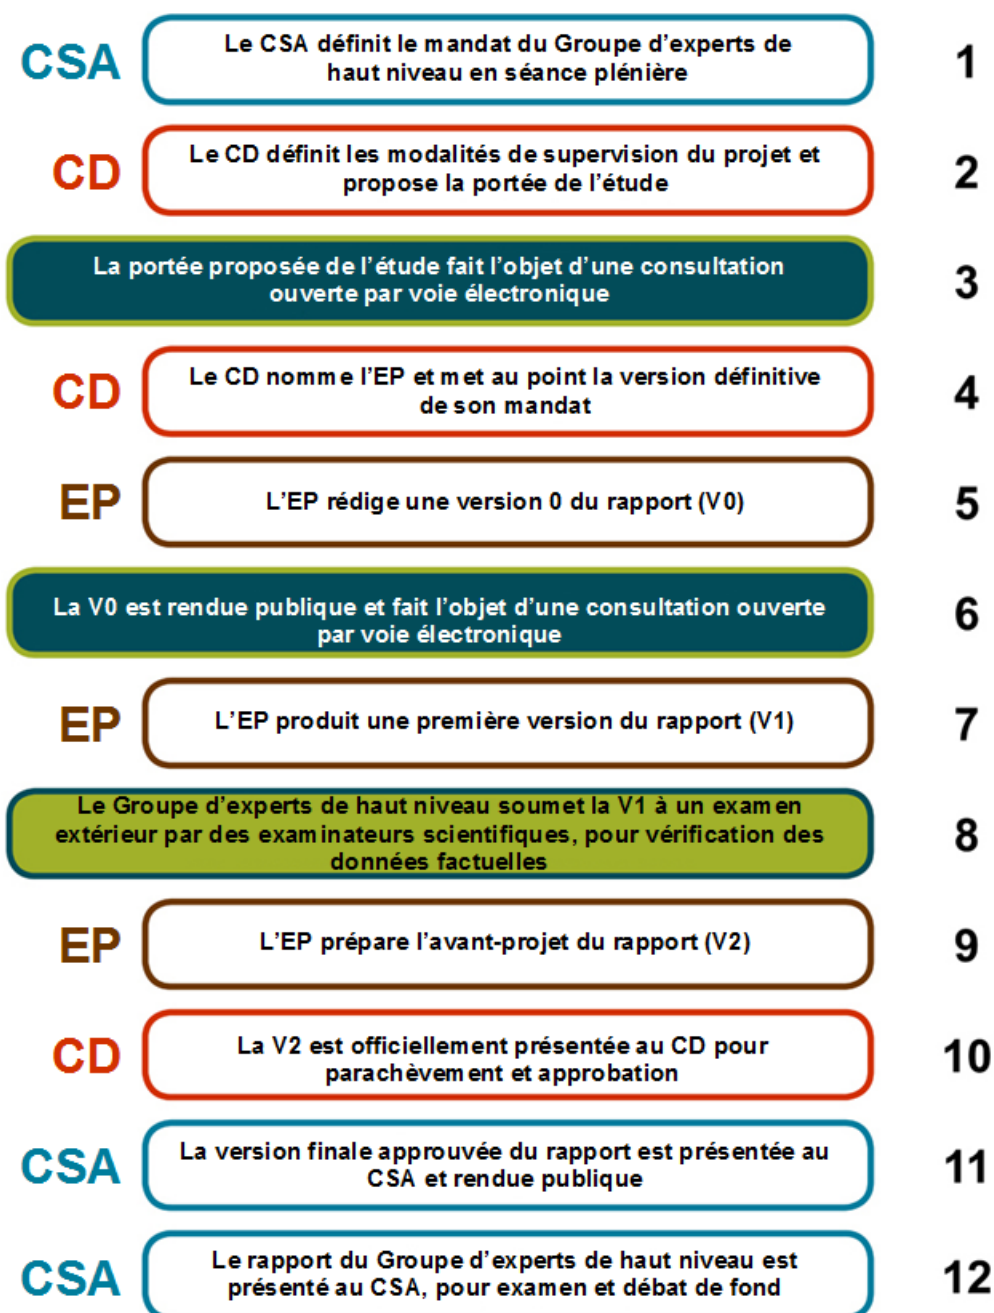 CSA
Le CSA définit le mandat du Groupe d'experts de
haut niveau en séance plénière
1
CD
Le CD définit les modalités de supervision du projet et
propose la portée de l'étude
2
La portée proposée de l'étude fait l'objet d'une consultation
ouverte par voie électronique
3
CD
Le CD nomme l'EP et met au point la version définitive
de son mandat
4
EP
L'EP rédige une version 0 du rapport (V0)
5
La V0 est rendue publique et fait l'objet d'une consultation ouverte
par voie électronique
6
EP
L'EP produit une première version du rapport (V1)
7
Le Groupe d'experts de haut niveau soumet la V1 à un examen
extérieur par des examinateurs scientifiques, pour vérification des
données factuelles
8
EP
L'EP prépare l'avant-projet du rapport (V2)
9
CD
La V2 est officiellement présentée au CD pour
parachèvement et approbation
10
CSA
La version finale approuvée du rapport est présentée au
CSA et rendue publique
11
CSA
Le rapport du Groupe d'experts de haut niveau est
présenté au CSA, pour examen et débat de fond
12